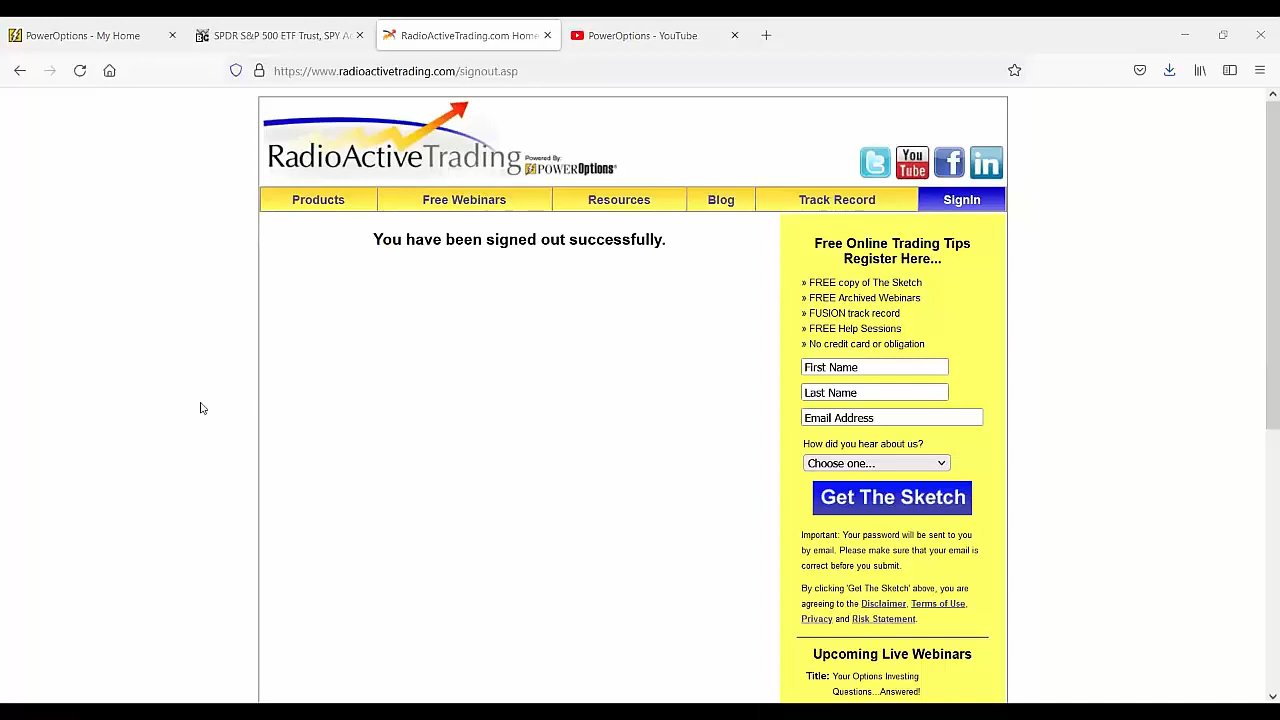 PowerOptions - My Home
SPDR S&P 500 ETF Trust, SPY A
RadioActiveTrading.com Home
PowerOptions - YouTube
https://www.radioactivetrading.com/signout.asp
RadioActiveTrading
Powered By:
POWEROptions®
You Tube
Products
Free Webinars
Resources
Blog
Track Record
SignIn
You have been signed out successfully.
Free Online Trading Tips
Register Here...
» FREE copy of The Sketch
» FREE Archived Webinars
» FUSION track record
» FREE Help Sessions
» No credit card or obligation
First Name
Last Name
Email Address
How did you hear about us?
Choose one...
Get The Sketch
Important: Your password will be sent to you
by email. Please make sure that your email is
correct before you submit.
By clicking 'Get The Sketch' above, you are
agreeing to the Disclaimer, Terms of Use,
Privacy and Risk Statement.
Upcoming Live Webinars
Title: Your Options Investing
Questions...Answered!